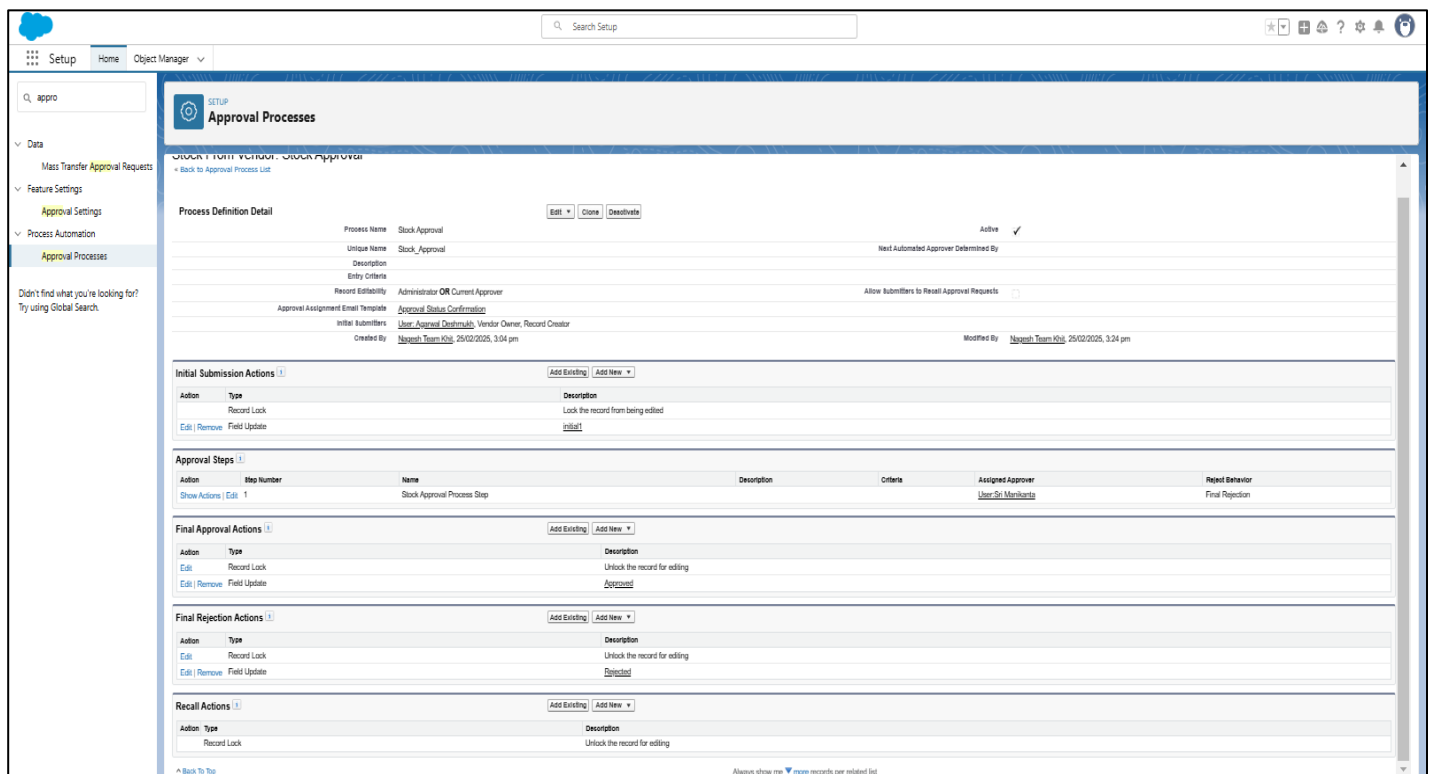 Search Setup
Setup Home Object Manager
appro
Data
Mass Transfer Approval Requests
Feature Settings
Approval Settings
Process Automation
Approval Processes
Didn't find what you're looking for?
Try using Global Search.
SETUP
Approval Processes
Stock From Vendor: Stock Approval
« Back to Approval Process List
Process Definition Detail Edit Clone Deactivate
Process Name Stock Approval Active ✓
Unique Name Stock_Approval Next Automated Approver Determined By
Description
Entry Criteria
Record Editability Administrator OR Current Approver Allow Submitters to Recall Approval Requests
Approval Assignment Email Template Approval Status Confirmation
Initial Submitters User: Agarwal Deshmukh, Vendor Owner, Record Creator
Created By Nagesh Team Khit, 25/02/2025, 3:04 pm Modified By Nagesh Team Khit, 25/02/2025, 3:24 pm
Initial Submission Actions i Add Existing Add New
Action Type Description
Record Lock Lock the record from being edited
Edit | Remove Field Update initial1
Approval Steps i
Action Step Number Name Description Criteria Assigned Approver Reject Behavior
Show Actions | Edit 1 Stock Approval Process Step User:Sri Manikanta Final Rejection
Final Approval Actions i Add Existing Add New
Action Type Description
Edit Record Lock Unlock the record for editing
Edit | Remove Field Update Approved
Final Rejection Actions i Add Existing Add New
Action Type Description
Edit Record Lock Unlock the record for editing
Edit | Remove Field Update Rejected
Recall Actions i Add Existing Add New
Action Type Description
Record Lock Unlock the record for editing
^ Back To Top Always show me ▼ more records per related list